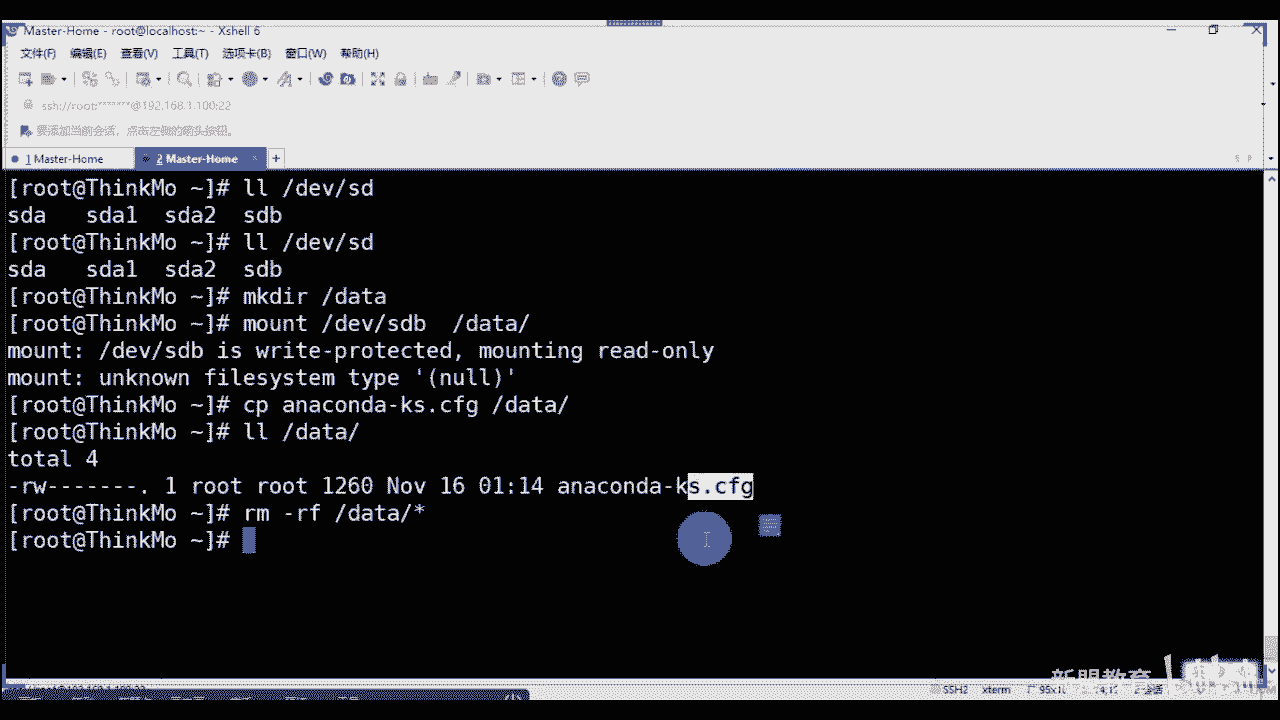 Master-Home - root@localhost:~ - Xshell 6
文件(F) 编辑(E) 查看(V) 工具(T) 选项卡(B) 窗口(W) 帮助(H)
ssh://root:*******@192.168.1.100:22
要添加当前会话，点击左侧的箭头按钮。
1 Master-Home 2 Master-Home × +
[root@ThinkMo ~]# ll /dev/sd
sda sda1 sda2 sdb
[root@ThinkMo ~]# ll /dev/sd
sda sda1 sda2 sdb
[root@ThinkMo ~]# mkdir /data
[root@ThinkMo ~]# mount /dev/sdb /data/
mount: /dev/sdb is write-protected, mounting read-only
mount: unknown filesystem type '(null)'
[root@ThinkMo ~]# cp anaconda-ks.cfg /data/
[root@ThinkMo ~]# ll /data/
total 4
-rw-------. 1 root root 1260 Nov 16 01:14 anaconda-ks.cfg
[root@ThinkMo ~]# rm -rf /data/*
[root@ThinkMo ~]#
新盟教育
SSH2 xterm